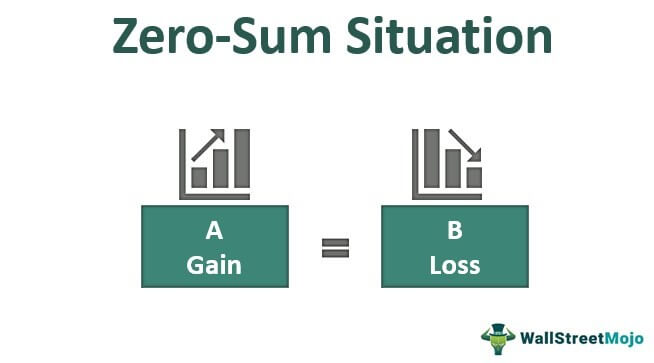 Zero-Sum Situation
A
Gain
=
B
Loss
WallStreetMojo